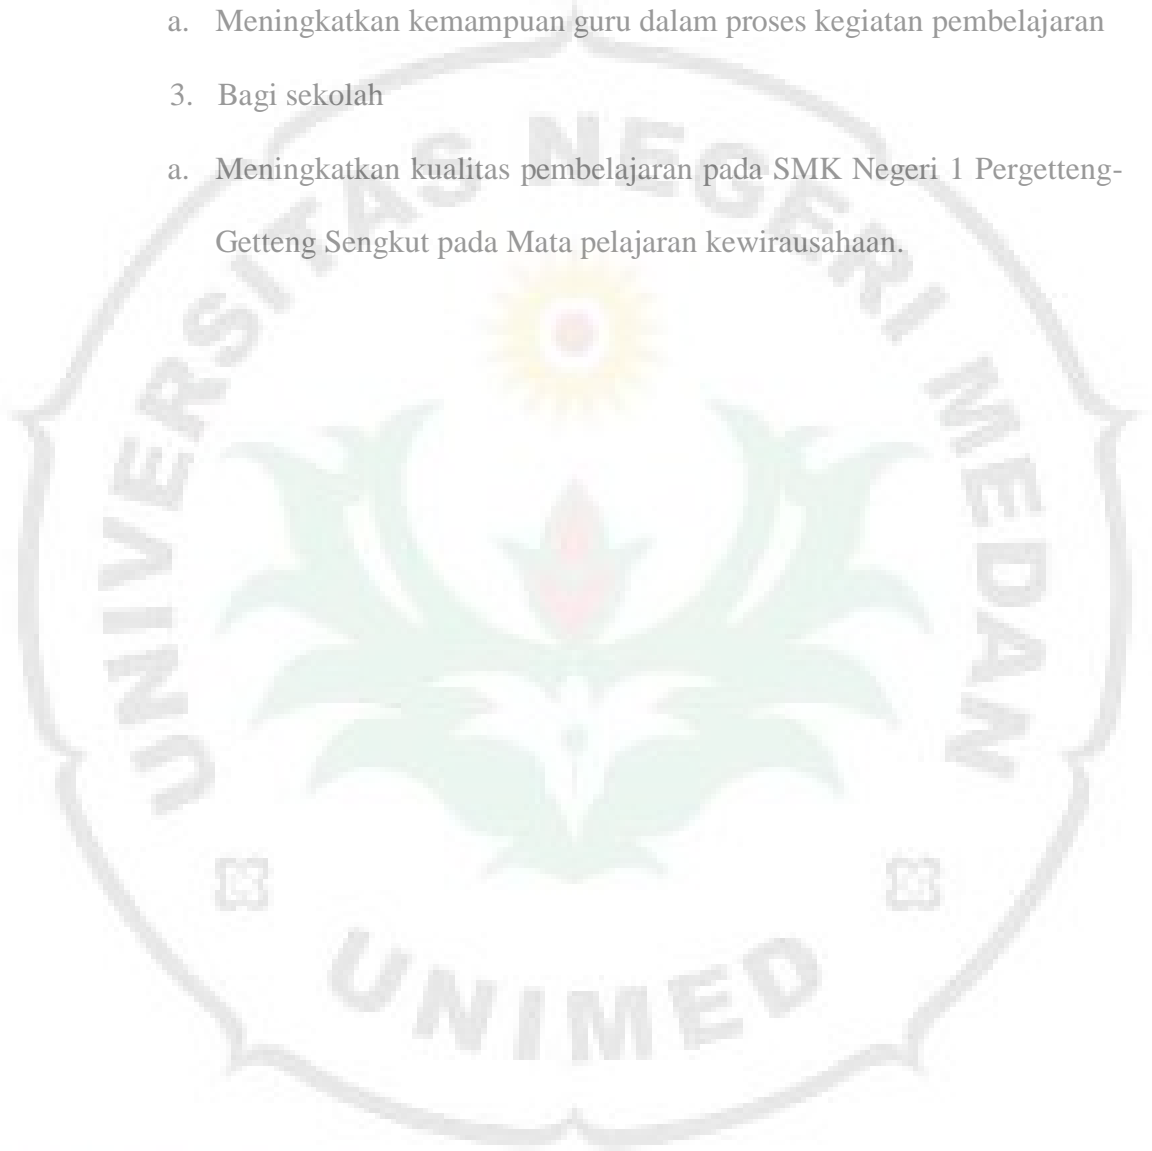 a. Meningkatkan kemampuan guru dalam proses kegiatan pembelajaran
3. Bagi sekolah
a. Meningkatkan kualitas pembelajaran pada SMK Negeri 1 Pergetteng-
Getteng Sengkut pada Mata pelajaran kewirausahaan.
UNIVERSITAS NEGERI MEDAN
UNIMED